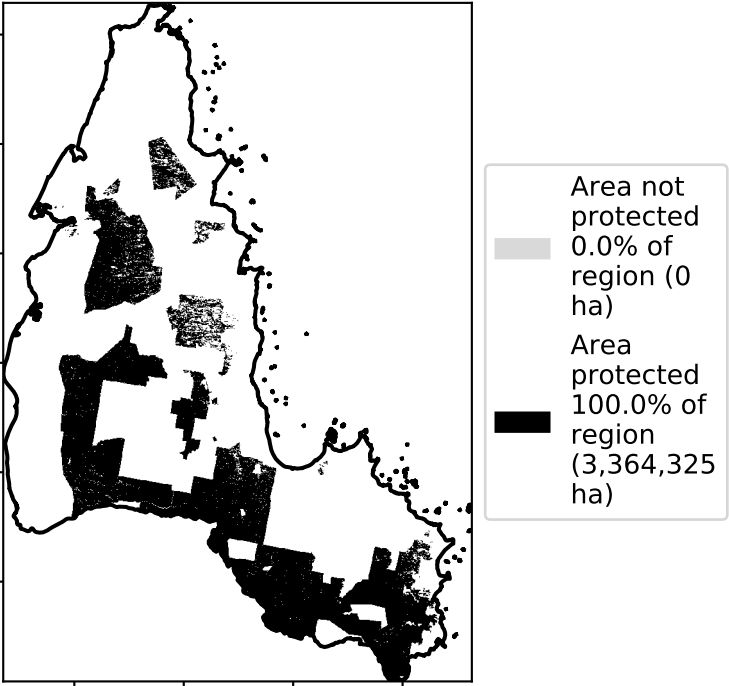 Area not
protected
0.0% of
region (0
ha)
Area
protected
100.0% of
region
(3,364,325
ha)